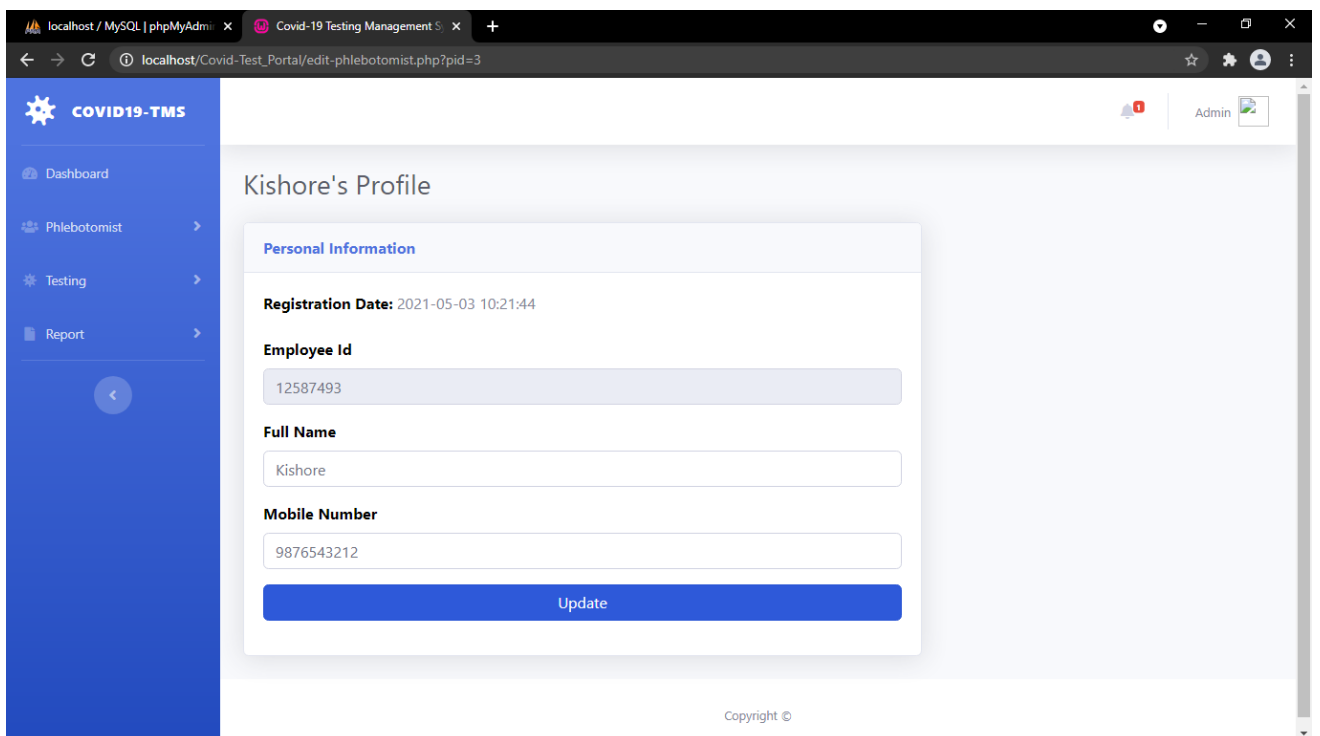 localhost / MySQL | phpMyAdmi
Covid-19 Testing Management S
localhost/Covid-Test_Portal/edit-phlebotomist.php?pid=3
COVID19-TMS
1
Admin
Dashboard
Phlebotomist
Testing
Report
Kishore's Profile
Personal Information
Registration Date: 2021-05-03 10:21:44
Employee Id
12587493
Full Name
Kishore
Mobile Number
9876543212
Update
Copyright ©